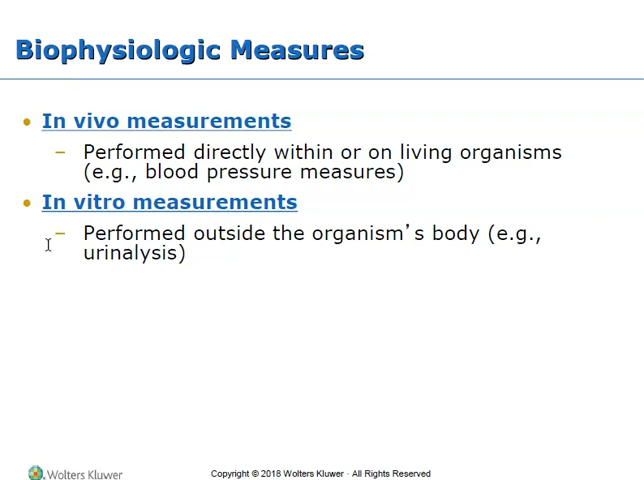 Biophysiologic Measures
• In vivo measurements
– Performed directly within or on living organisms
(e.g., blood pressure measures)
• In vitro measurements
– Performed outside the organism’s body (e.g.,
urinalysis)
Wolters Kluwer
Copyright © 2018 Wolters Kluwer · All Rights Reserved